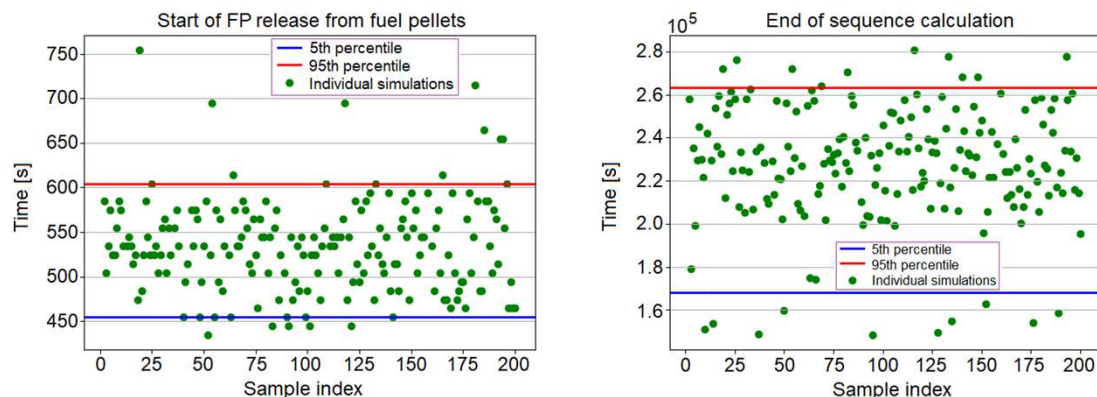 Start of FP release from fuel pellets
750
700
650
600
550
500
450
Time [s]
5th percentile
95th percentile
Individual simulations
0 25 50 75 100 125 150 175 200
Sample index
10⁵
End of sequence calculation
2.8
2.6
2.4
2.2
2.0
1.8
1.6
Time [s]
5th percentile
95th percentile
Individual simulations
0 25 50 75 100 125 150 175 200
Sample index